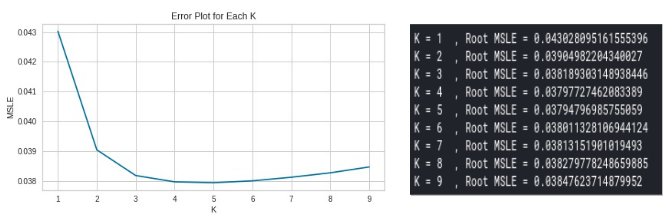 Error Plot for Each K
0.043
0.042
0.041
0.040
0.039
0.038
MSLE
1 2 3 4 5 6 7 8 9
K
K = 1 , Root MSLE = 0.043028095161555396
K = 2 , Root MSLE = 0.03904982204340027
K = 3 , Root MSLE = 0.03818930314893844​6
K = 4 , Root MSLE = 0.03797727462083389
K = 5 , Root MSLE = 0.03794796985755059
K = 6 , Root MSLE = 0.038011328106944124
K = 7 , Root MSLE = 0.03813151901019493
K = 8 , Root MSLE = 0.038279778248659885
K = 9 , Root MSLE = 0.03847623714879952